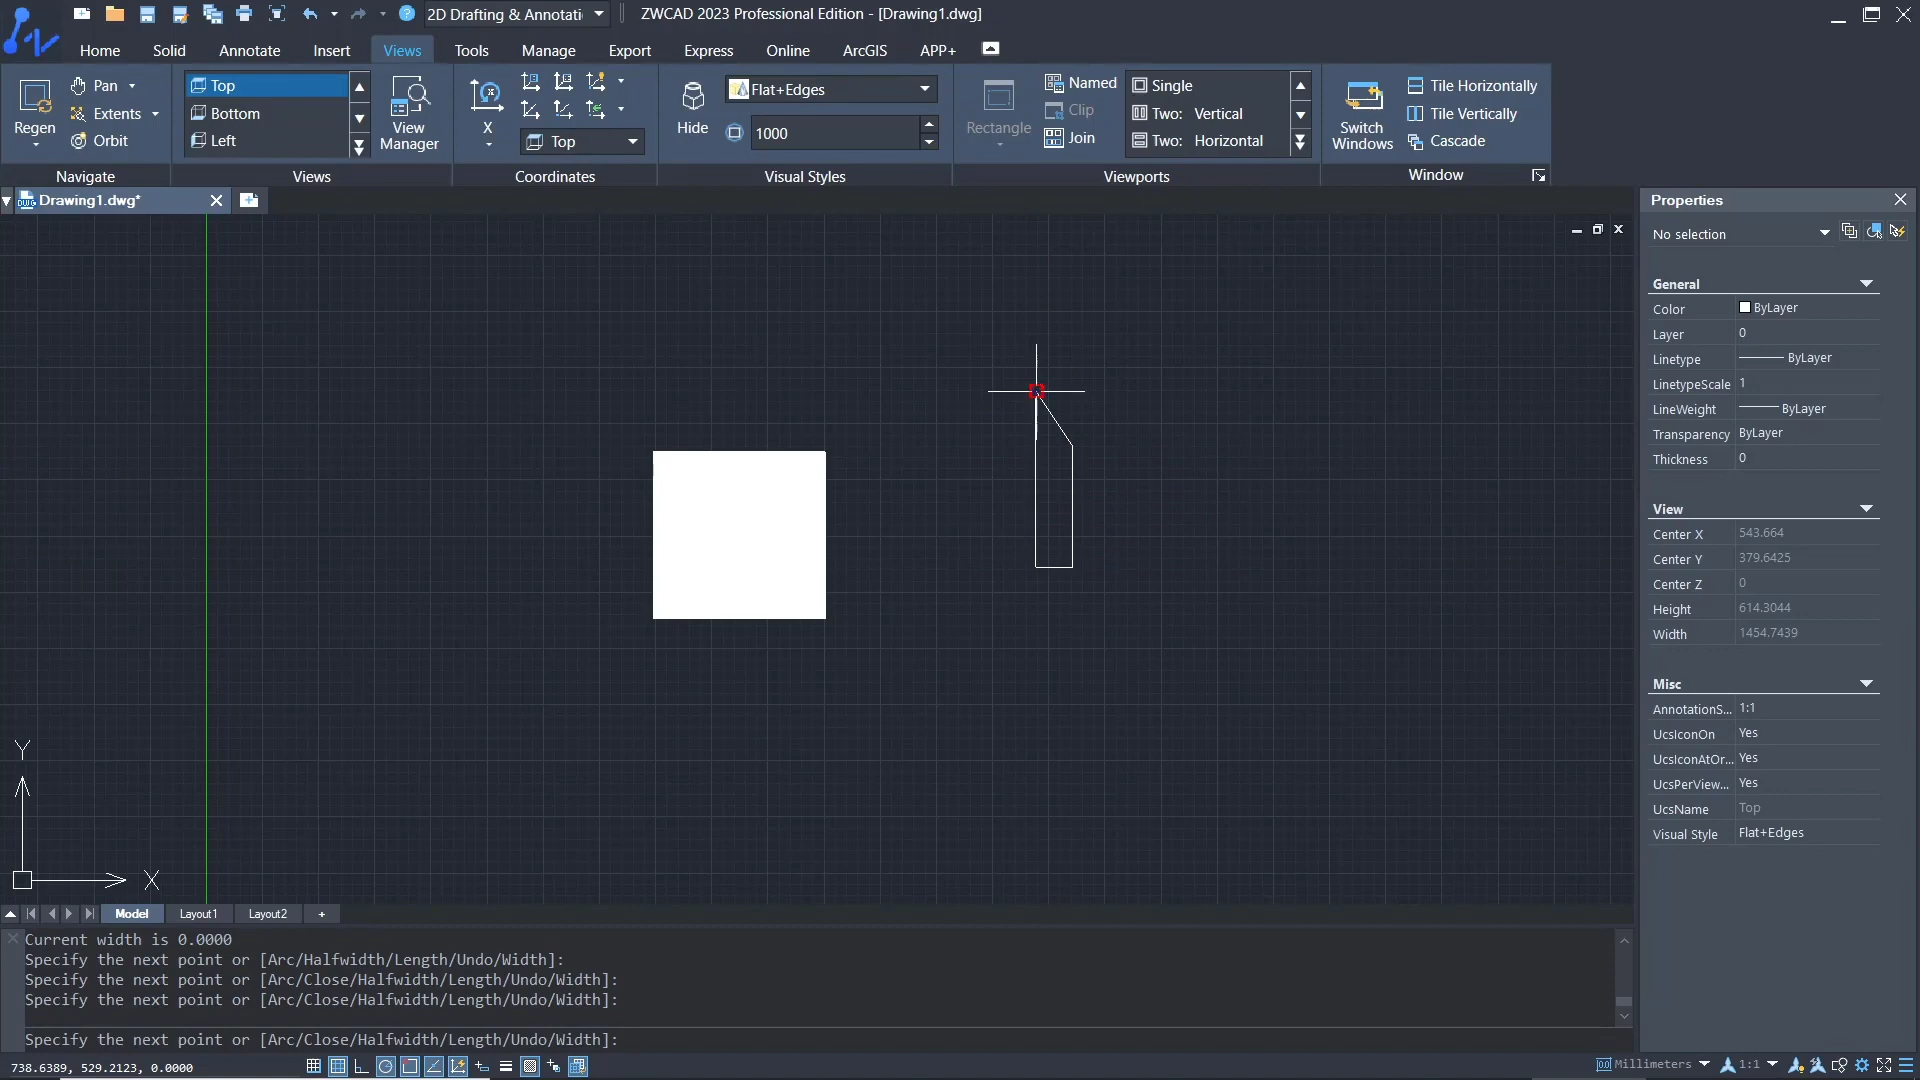 2D Drafting & Annotati
ZWCAD 2023 Professional Edition - [Drawing1.dwg]
Home Solid Annotate Insert Views Tools Manage Export Express Online ArcGIS APP+
Regen
Pan
Extents
Orbit
Navigate
Top
Bottom
Left
View
Manager
Views
X
Top
Coordinates
Hide
Flat+Edges
1000
Visual Styles
Rectangle
Named
Clip
Join
Single
Two: Vertical
Two: Horizontal
Viewports
Switch
Windows
Tile Horizontally
Tile Vertically
Cascade
Window
Drawing1.dwg*
Properties
No selection
General
Color ByLayer
Layer 0
Linetype ByLayer
LinetypeScale 1
LineWeight ByLayer
Transparency ByLayer
Thickness 0
View
Center X 543.664
Center Y 379.6425
Center Z 0
Height 614.3044
Width 1454.7439
Misc
AnnotationS... 1:1
UcsIconOn Yes
UcsIconAtOr... Yes
UcsPerView... Yes
UcsName Top
Visual Style Flat+Edges
Y
X
Model Layout1 Layout2 +
Current width is 0.0000
Specify the next point or [Arc/Halfwidth/Length/Undo/Width]:
Specify the next point or [Arc/Close/Halfwidth/Length/Undo/Width]:
Specify the next point or [Arc/Close/Halfwidth/Length/Undo/Width]:
Specify the next point or [Arc/Close/Halfwidth/Length/Undo/Width]:
738.6389, 529.2123, 0.0000
Millimeters 1:1